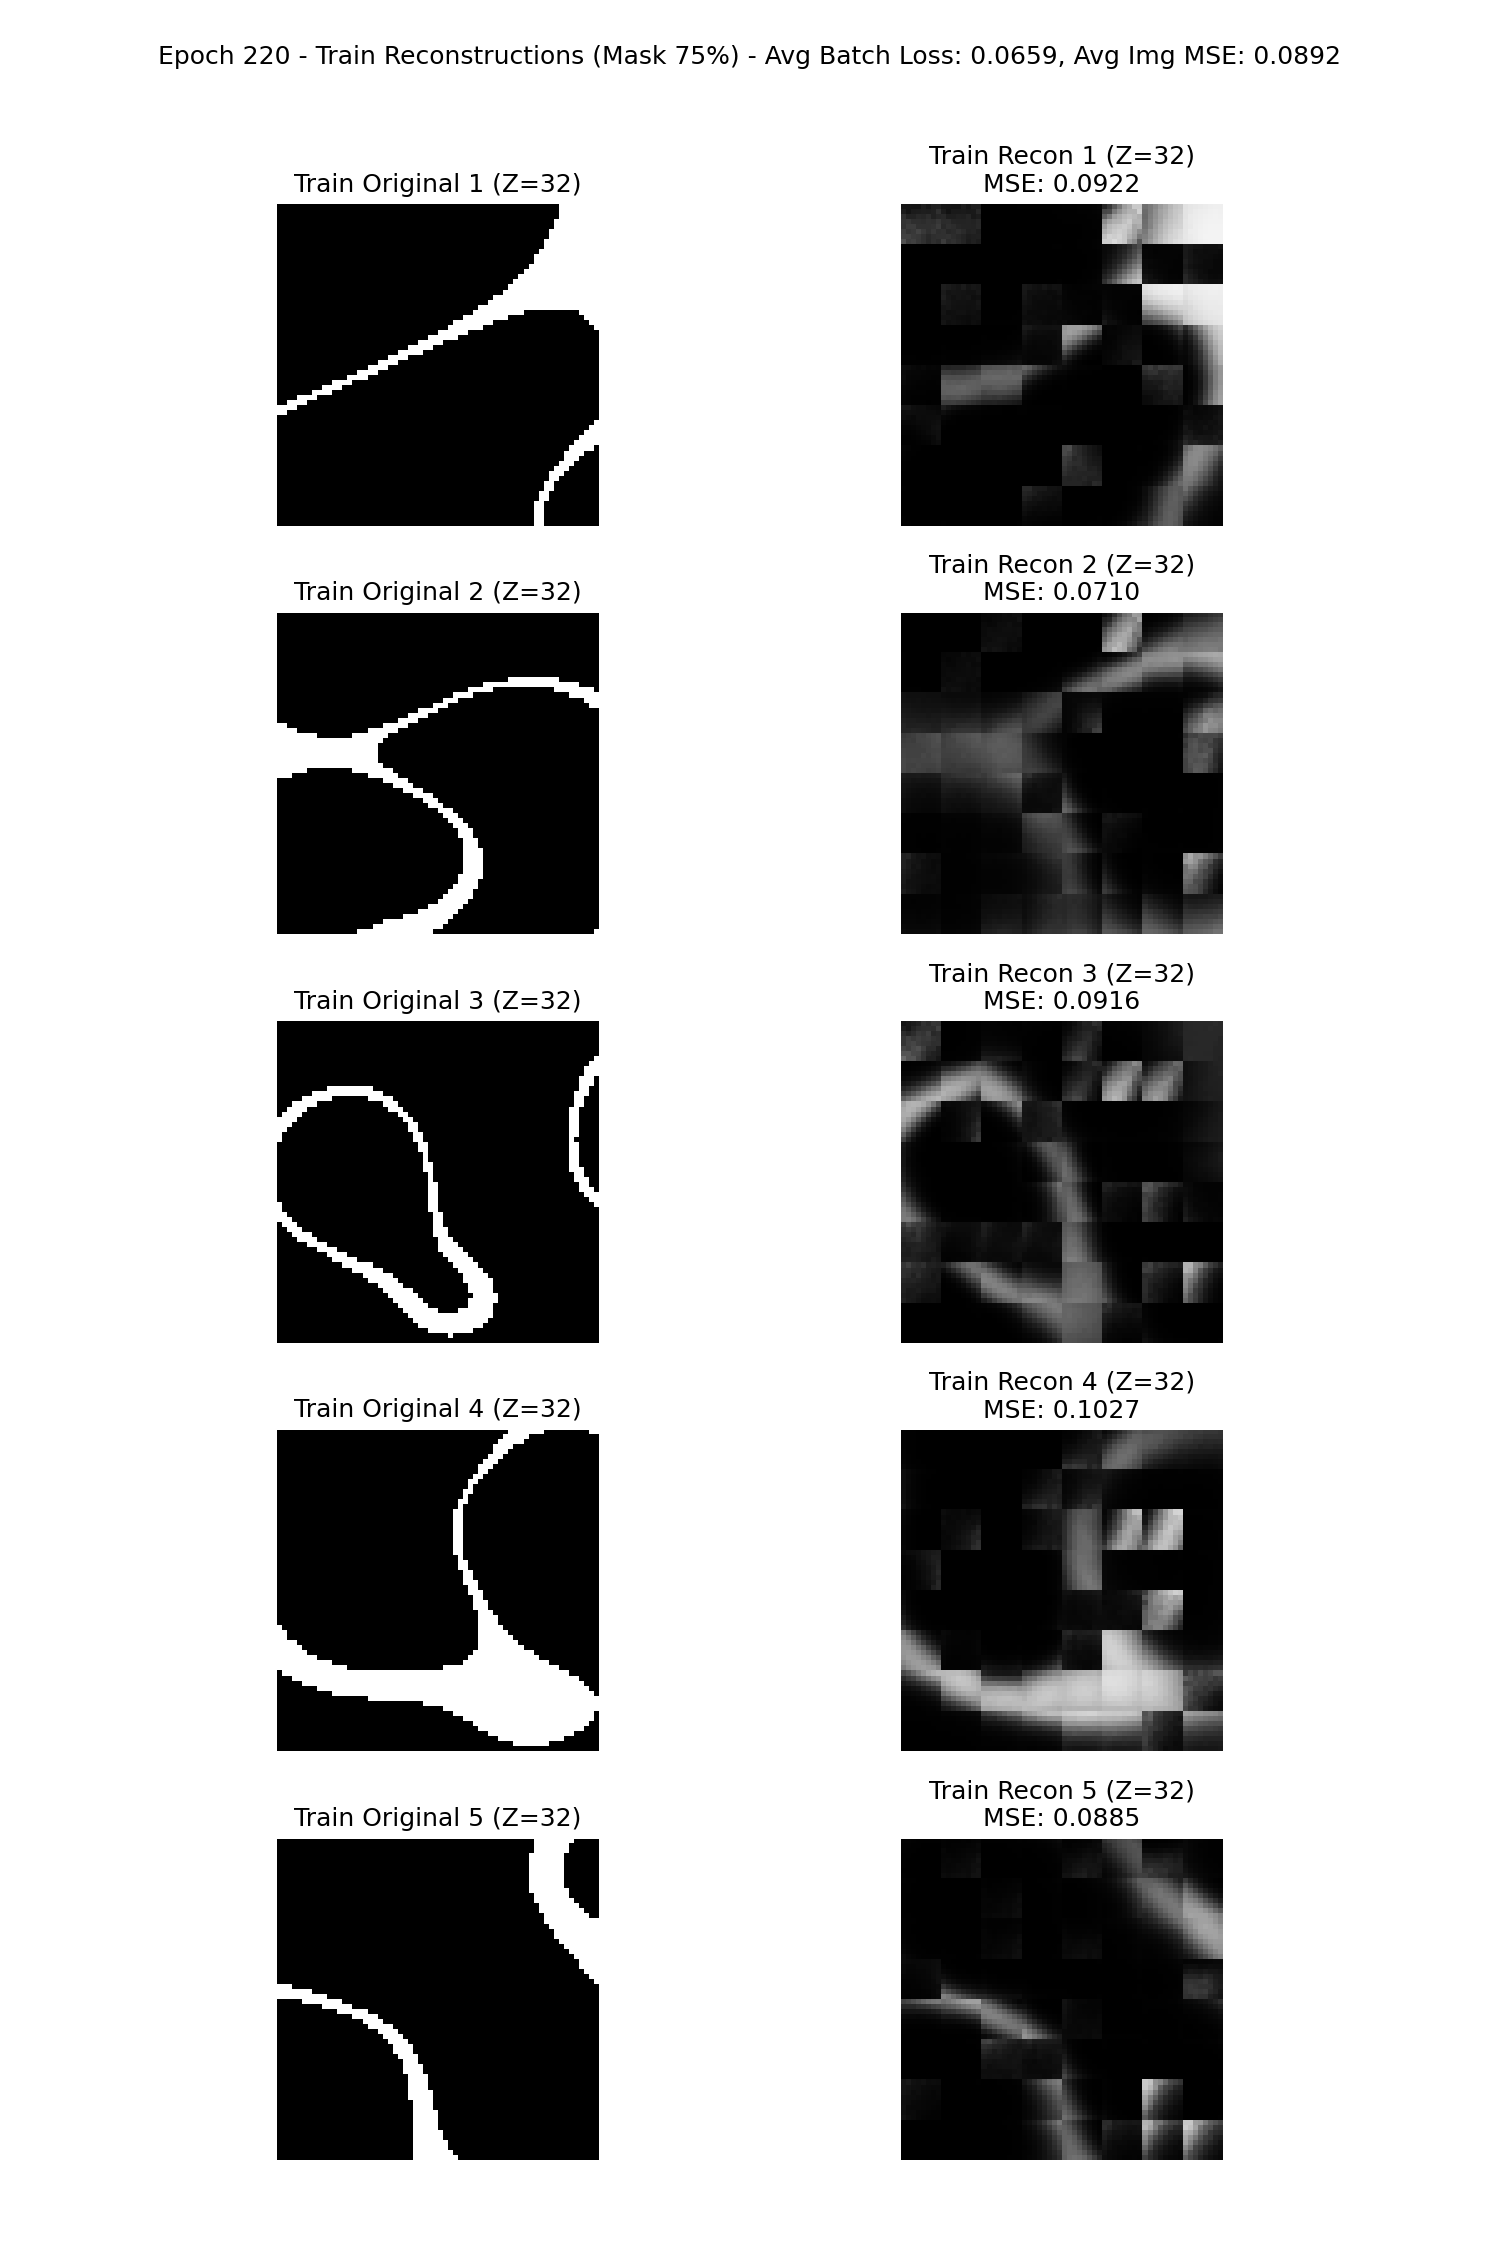 Epoch 220 - Train Reconstructions (Mask 75%) - Avg Batch Loss: 0.0659, Avg Img MSE: 0.0892
Train Original 1 (Z=32)
Train Recon 1 (Z=32)
MSE: 0.0922
Train Original 2 (Z=32)
Train Recon 2 (Z=32)
MSE: 0.0710
Train Original 3 (Z=32)
Train Recon 3 (Z=32)
MSE: 0.0916
Train Original 4 (Z=32)
Train Recon 4 (Z=32)
MSE: 0.1027
Train Original 5 (Z=32)
Train Recon 5 (Z=32)
MSE: 0.0885